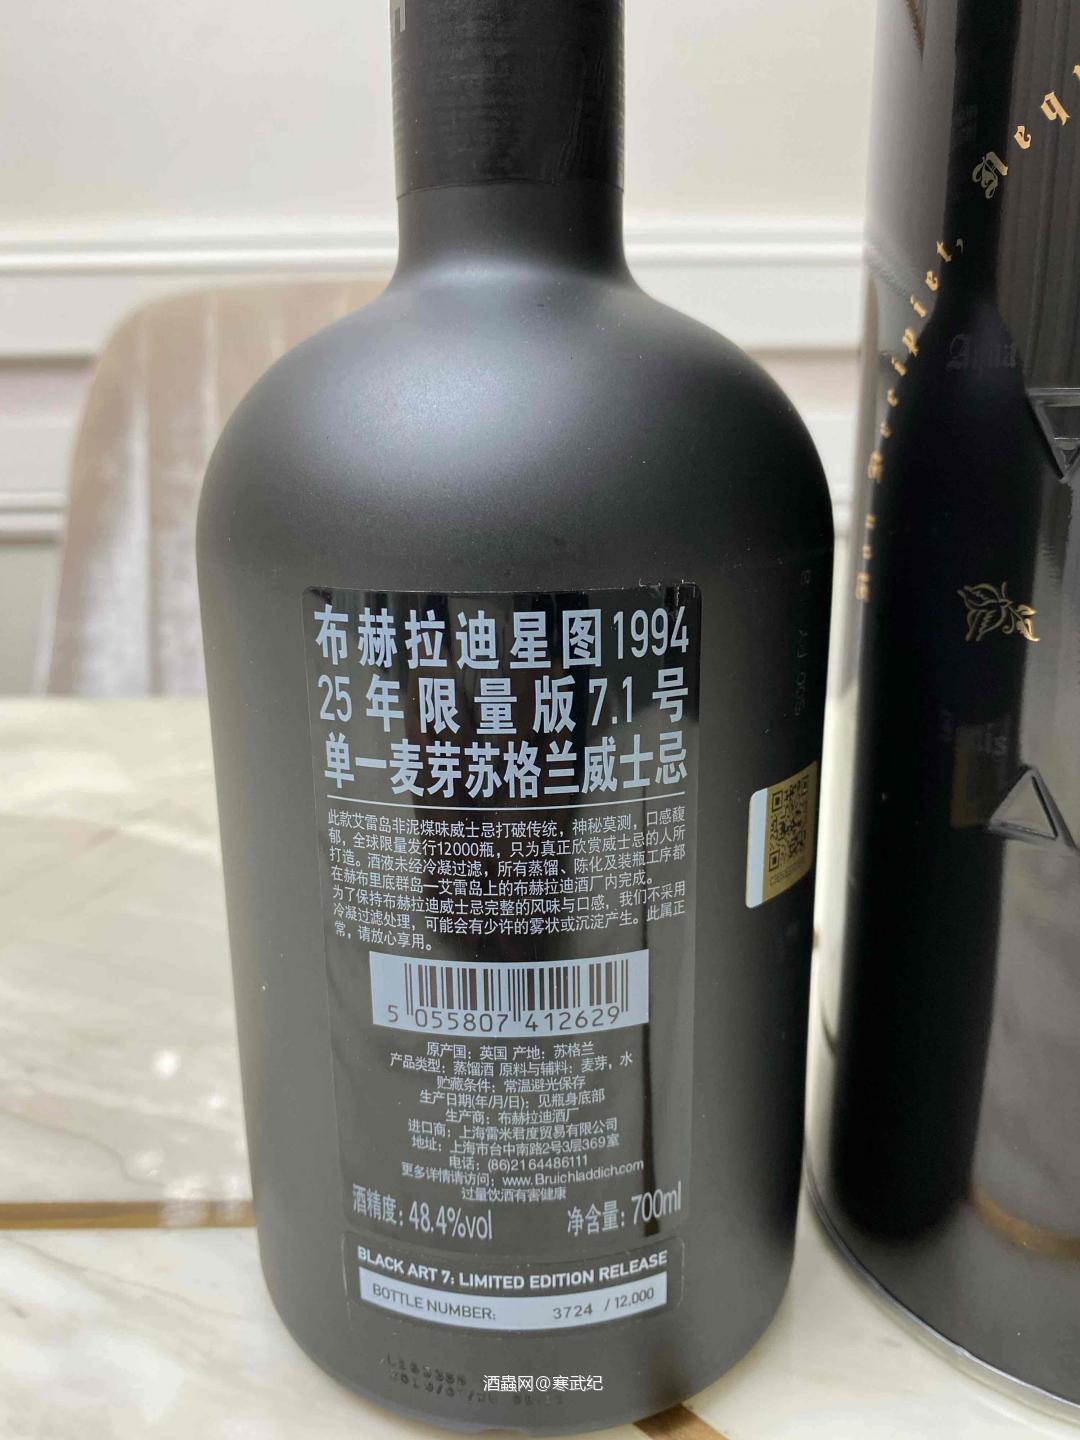 布赫拉迪星图1994
25年限量版7.1号
单一麦芽苏格兰威士忌
此款艾雷岛非泥煤味威士忌打破传统，神秘莫测，口感馥
郁，全球限量发行12000瓶，只为真正欣赏威士忌的人所
打造。酒液未经冷凝过滤，所有蒸馏、陈化及装瓶工序都
在赫布里底群岛—艾雷岛上的布赫拉迪酒厂内完成。
为了保持布赫拉迪威士忌完整的风味与口感，我们不采用
冷凝过滤处理，可能会有少许的雾状或沉淀产生。此属正
常，请放心享用。
5 055807 412629
原产国：英国 产地：苏格兰
产品类型：蒸馏酒 原料与辅料：麦芽，水
贮藏条件：常温避光保存
生产日期(年/月/日)：见瓶身底部
生产商：布赫拉迪酒厂
进口商：上海雷米君度贸易有限公司
地址：上海市台中南路2号3层369室
电话：(86)2164486111
更多详情请访问：www.Bruichladdich.com
过量饮酒有害健康
酒精度：48.4%vol 净含量：700ml
BLACK ART 7: LIMITED EDITION RELEASE
BOTTLE NUMBER: 3724 / 12,000
酒蟲网@寒武纪